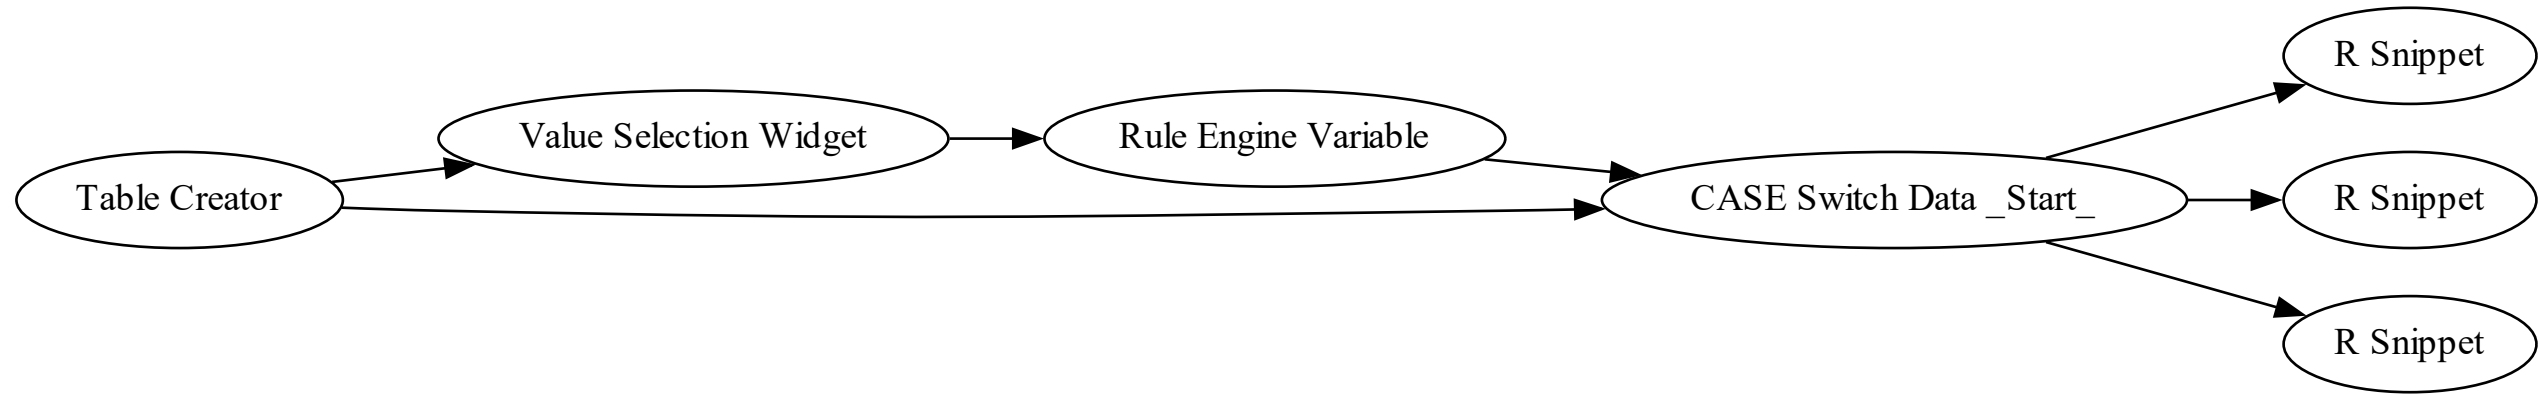 Table Creator
Value Selection Widget
Rule Engine Variable
CASE Switch Data _Start_
R Snippet
R Snippet
R Snippet